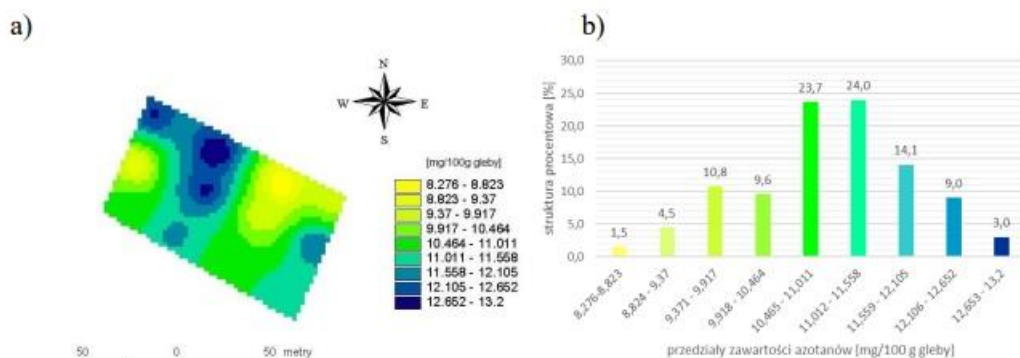 a)
N
W E
S
[mg/100g gleby]
8.276 - 8.823
8.823 - 9.37
9.37 - 9.917
9.917 - 10.464
10.464 - 11.011
11.011 - 11.558
11.558 - 12.105
12.105 - 12.652
12.652 - 13.2
50 0 50 metry
b)
struktura procentowa [%]
30,0
25,0
20,0
15,0
10,0
5,0
0,0
1,5
4,5
10,8
9,6
23,7
24,0
14,1
9,0
3,0
8,276-8,823
8,824 - 9,37
9,371 - 9,917
9,918 - 10,464
10,465 - 11,011
11,012 - 11,558
11,559 - 12,105
12,106 - 12,652
12,653 - 13,2
przedziały zawartości azotanów [mg/100 g gleby]